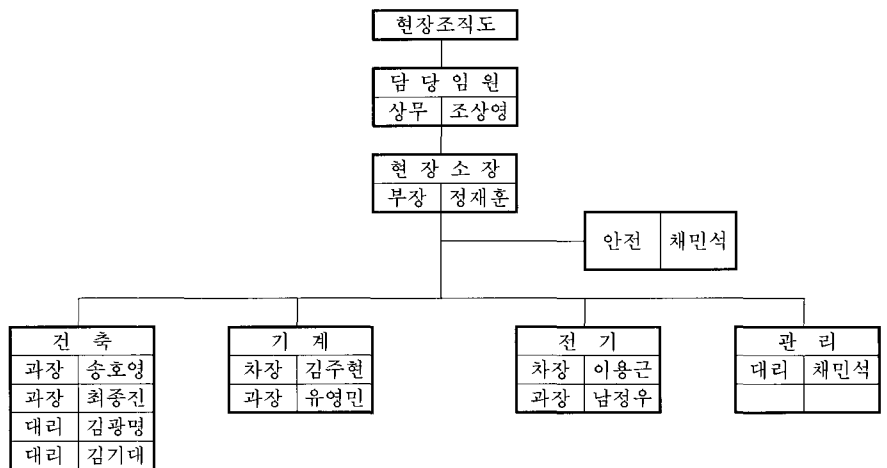 현장조직도
담 당 임 원
상무 조상영
현 장 소 장
부장 정재훈
안전 채민석
건 축
과장 송호영
과장 최종진
대리 김광명
대리 김기대
기 계
차장 김주현
과장 유영민
전 기
차장 이용근
과장 남정우
관 리
대리 채민석